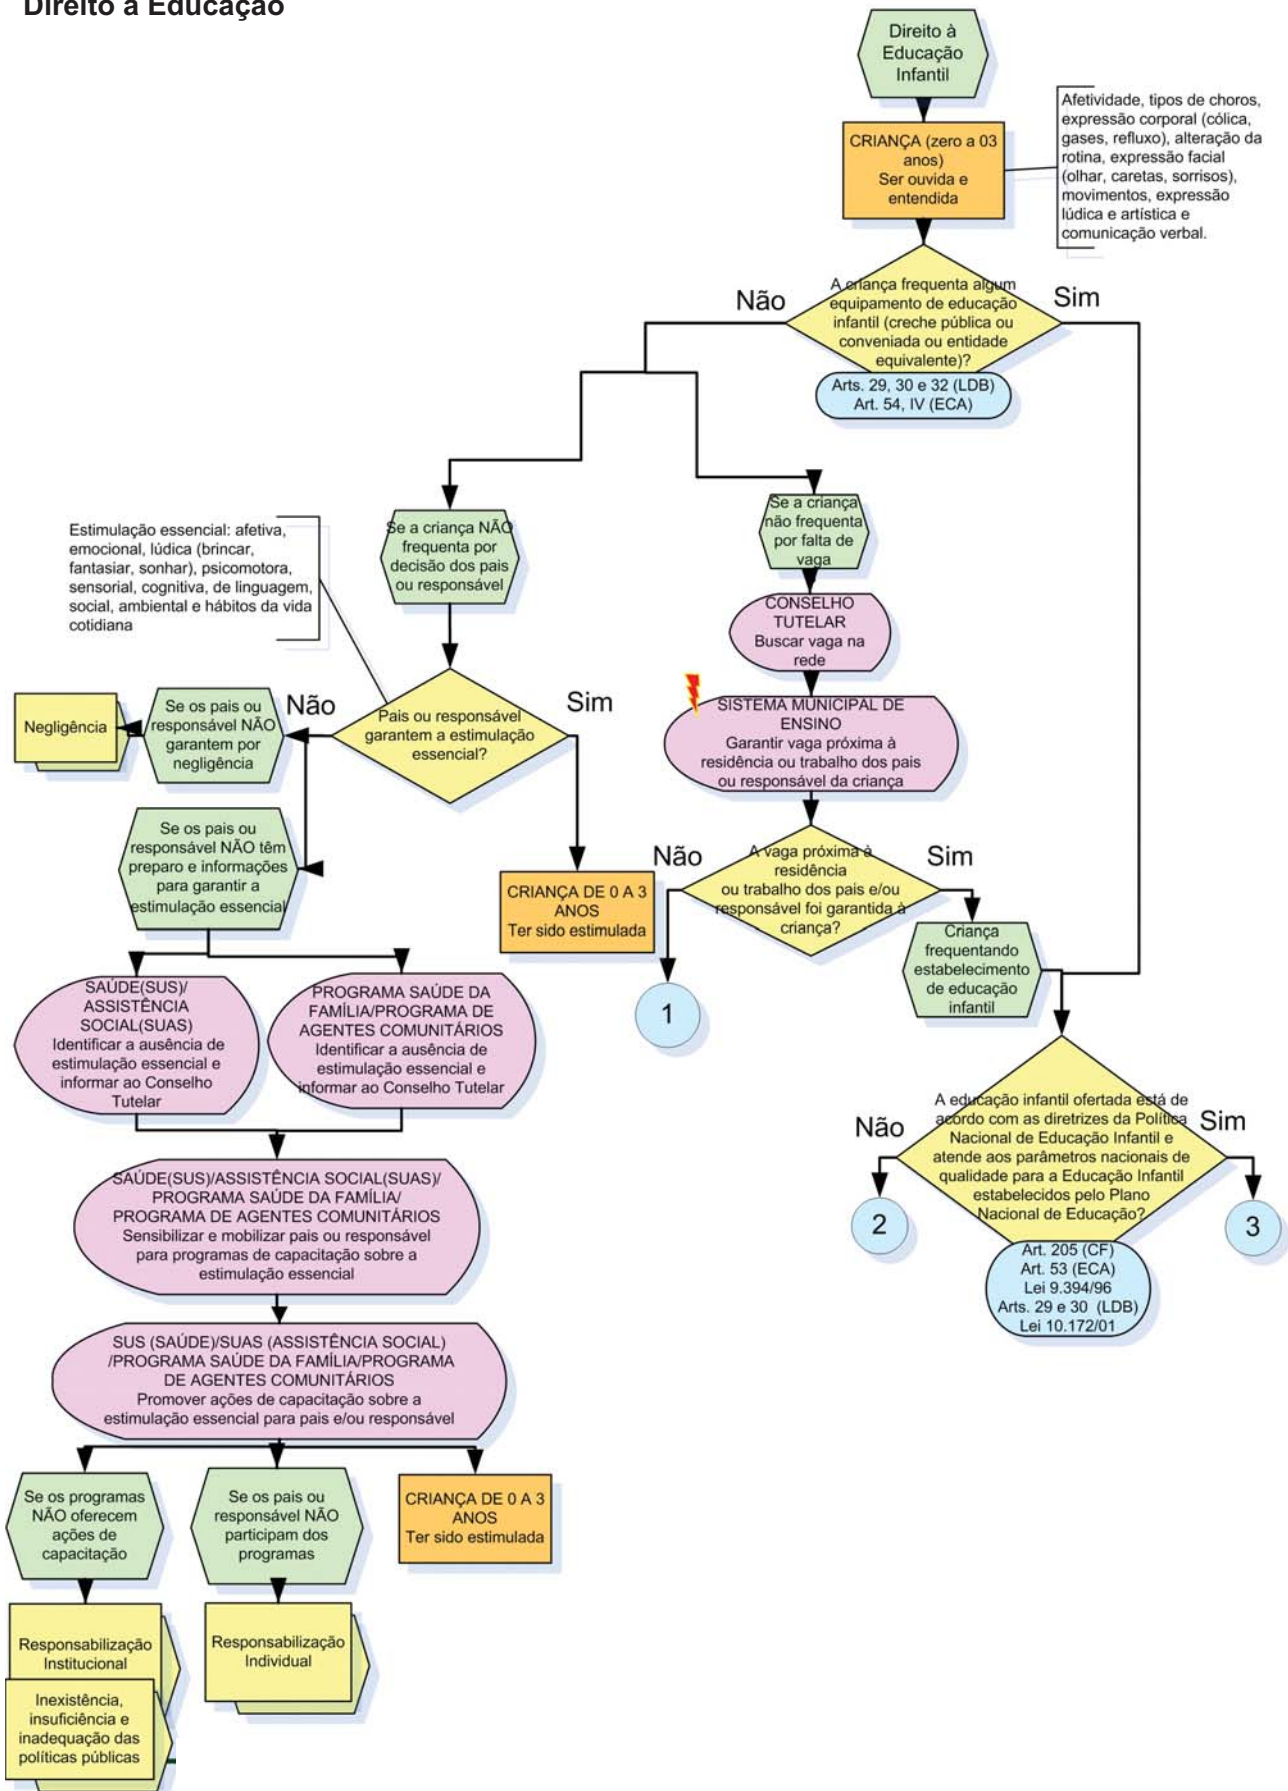 Direito à Educação
Direito à
Educação
Infantil
CRIANÇA (zero a 03
anos)
Ser ouvida e
entendida
Afetividade, tipos de choros,
expressão corporal (cólica,
gases, refluxo), alteração da
rotina, expressão facial
(olhar, caretas, sorrisos),
movimentos, expressão
lúdica e artística e
comunicação verbal.
Não
A criança frequenta algum
equipamento de educação
infantil (creche pública ou
conveniada ou entidade
equivalente)?
Sim
Arts. 29, 30 e 32 (LDB)
Art. 54, IV (ECA)
Se a criança NÃO
frequenta por
decisão dos pais
ou responsável
Se a criança
não frequenta
por falta de
vaga
Estimulação essencial: afetiva,
emocional, lúdica (brincar,
fantasiar, sonhar), psicomotora,
sensorial, cognitiva, de linguagem,
social, ambiental e hábitos da vida
cotidiana
CONSELHO
TUTELAR
Buscar vaga na
rede
Negligência
Se os pais ou
responsável NÃO
garantem por
negligência
Não
Pais ou responsável
garantem a estimulação
essencial?
Sim
SISTEMA MUNICIPAL DE
ENSINO
Garantir vaga próxima à
residência ou trabalho dos pais
ou responsável da criança
Se os pais ou
responsável NÃO têm
preparo e informações
para garantir a
estimulação essencial
CRIANÇA DE 0 A 3
ANOS
Ter sido estimulada
Não
A vaga próxima à
residência
ou trabalho dos pais e/ou
responsável foi garantida à
criança?
Sim
1
Criança
frequentando
estabelecimento
de educação
infantil
SAÚDE(SUS)/
ASSISTÊNCIA
SOCIAL(SUAS)
Identificar a ausência de
estimulação essencial e
informar ao Conselho
Tutelar
PROGRAMA SAÚDE DA
FAMÍLIA/PROGRAMA DE
AGENTES COMUNITÁRIOS
Identificar a ausência de
estimulação essencial e
informar ao Conselho Tutelar
Não
A educação infantil ofertada está de
acordo com as diretrizes da Política
Nacional de Educação Infantil e
atende aos parâmetros nacionais de
qualidade para a Educação Infantil
estabelecidos pelo Plano
Nacional de Educação?
Sim
2
3
Art. 205 (CF)
Art. 53 (ECA)
Lei 9.394/96
Arts. 29 e 30 (LDB)
Lei 10.172/01
SAÚDE(SUS)/ASSISTÊNCIA SOCIAL(SUAS)/
PROGRAMA SAÚDE DA FAMÍLIA/
PROGRAMA DE AGENTES COMUNITÁRIOS
Sensibilizar e mobilizar pais ou responsável
para programas de capacitação sobre a
estimulação essencial
SUS (SAÚDE)/SUAS (ASSISTÊNCIA SOCIAL)
/PROGRAMA SAÚDE DA FAMÍLIA/PROGRAMA
DE AGENTES COMUNITÁRIOS
Promover ações de capacitação sobre a
estimulação essencial para pais e/ou responsável
Se os programas
NÃO oferecem
ações de
capacitação
Se os pais ou
responsável NÃO
participam dos
programas
CRIANÇA DE 0 A 3
ANOS
Ter sido estimulada
Responsabilização
Institucional
Inexistência,
insuficiência e
inadequação das
políticas públicas
Responsabilização
Individual